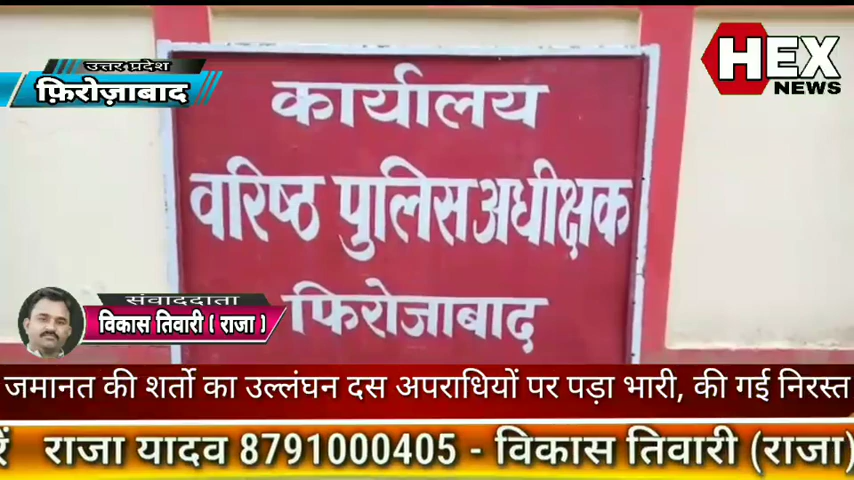 उत्तर प्रदेश
फ़िरोज़ाबाद
HEX
NEWS
कार्यालय
वरिष्ठ पुलिस अधीक्षक
फिरोजाबाद
संवाददाता
विकास तिवारी ( राजा )
जमानत की शर्तो का उल्लंघन दस अपराधियों पर पड़ा भारी, की गई निरस्त
राजा यादव 8791000405 - विकास तिवारी (राजा)